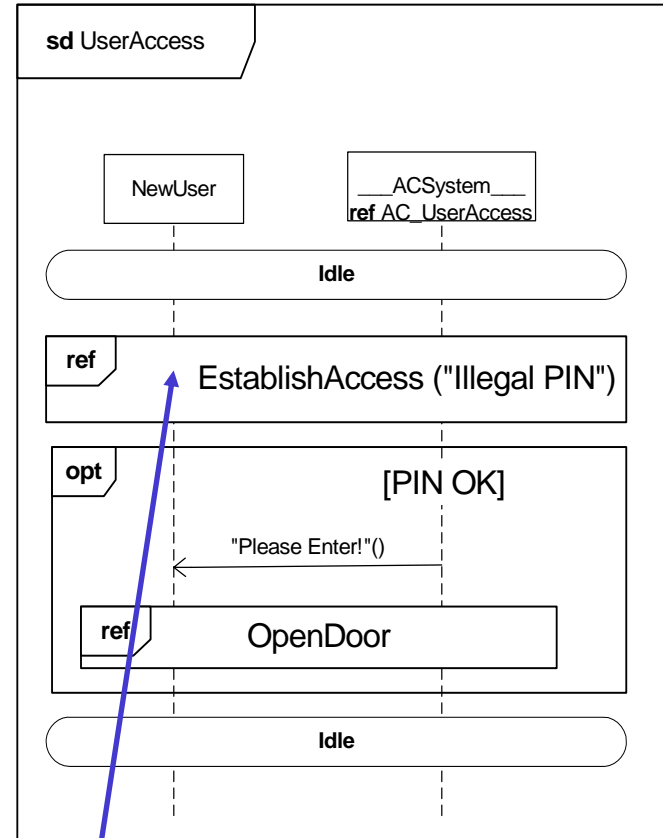 sd UserAccess
NewUser
___ACSystem___
ref AC_UserAccess
Idle
ref
EstablishAccess ("Illegal PIN")
opt
[PIN OK]
"Please Enter!"()
ref
OpenDoor
Idle